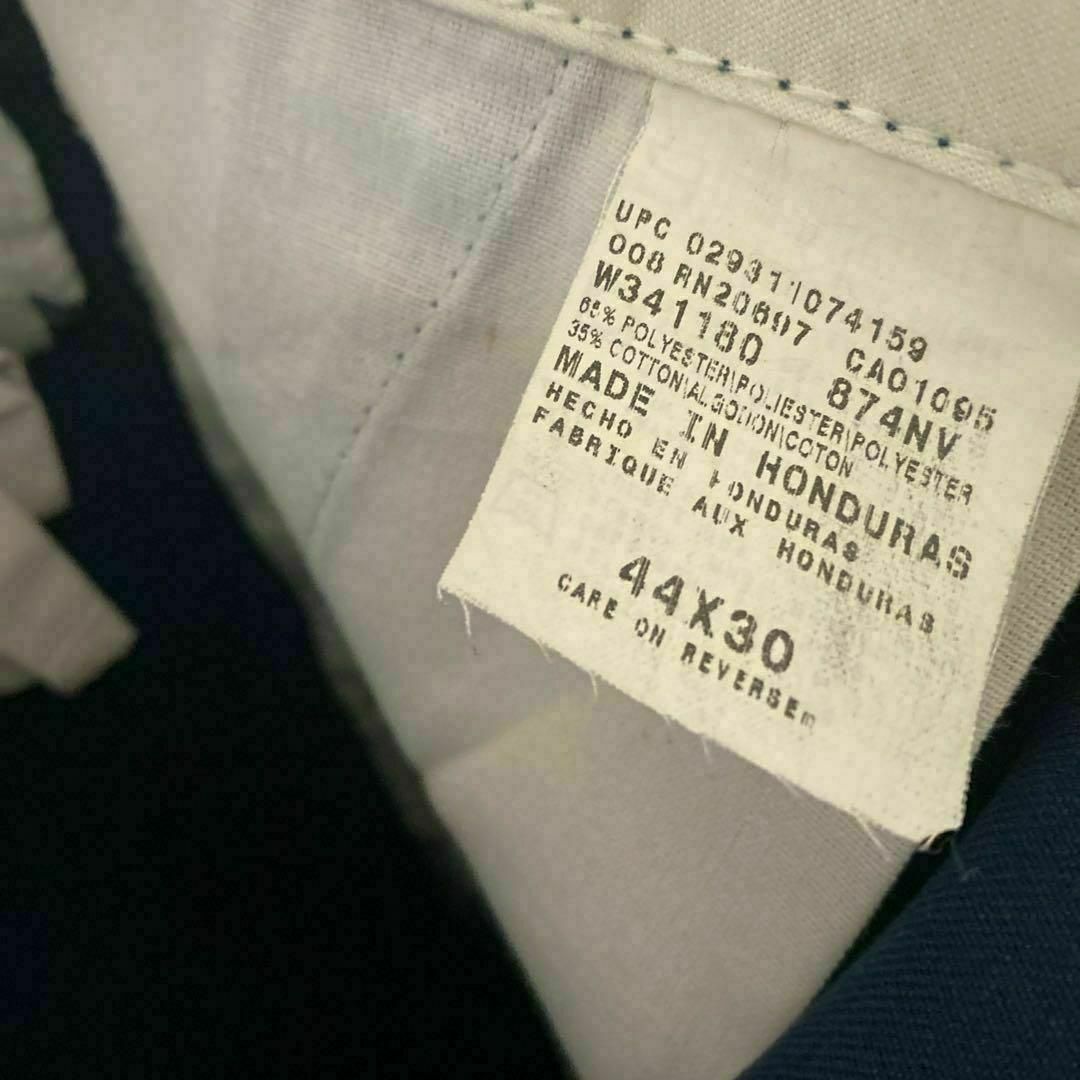 UPC 029311074159
008 RN20697 CA01095
W341180 874NV
65% POLYESTER\POLIESTER\POLYESTER
35% COTTON\ALGODON\COTON
MADE IN HONDURAS
HECHO EN HONDURAS
FABRIQUE AUX HONDURAS
44X30
CARE ON REVERSE